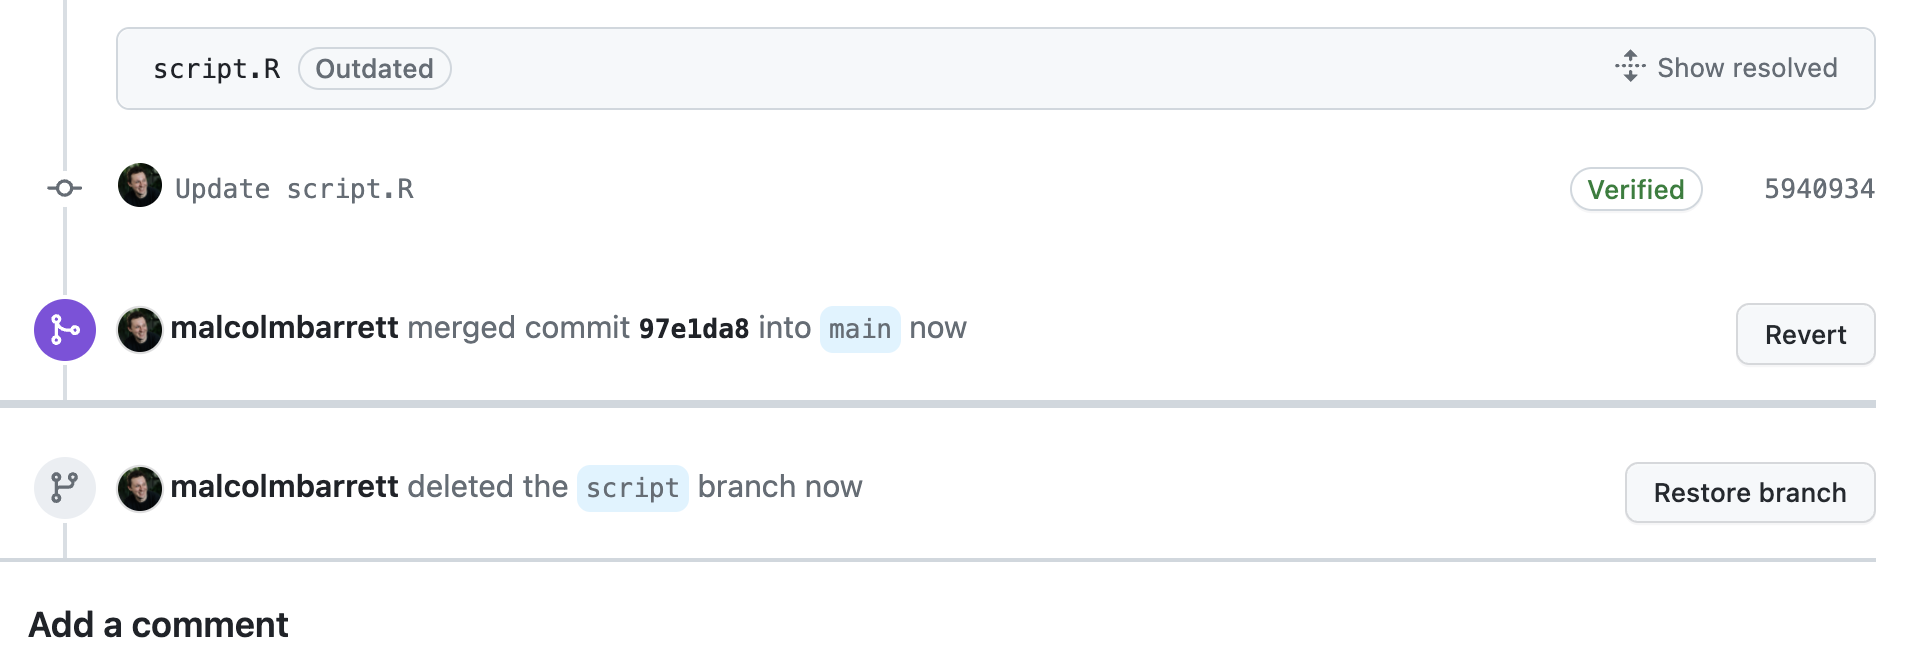 script.R Outdated Show resolved
Update script.R Verified 5940934
malcolmbarrett merged commit 97e1da8 into main now Revert
malcolmbarrett deleted the script branch now Restore branch
Add a comment